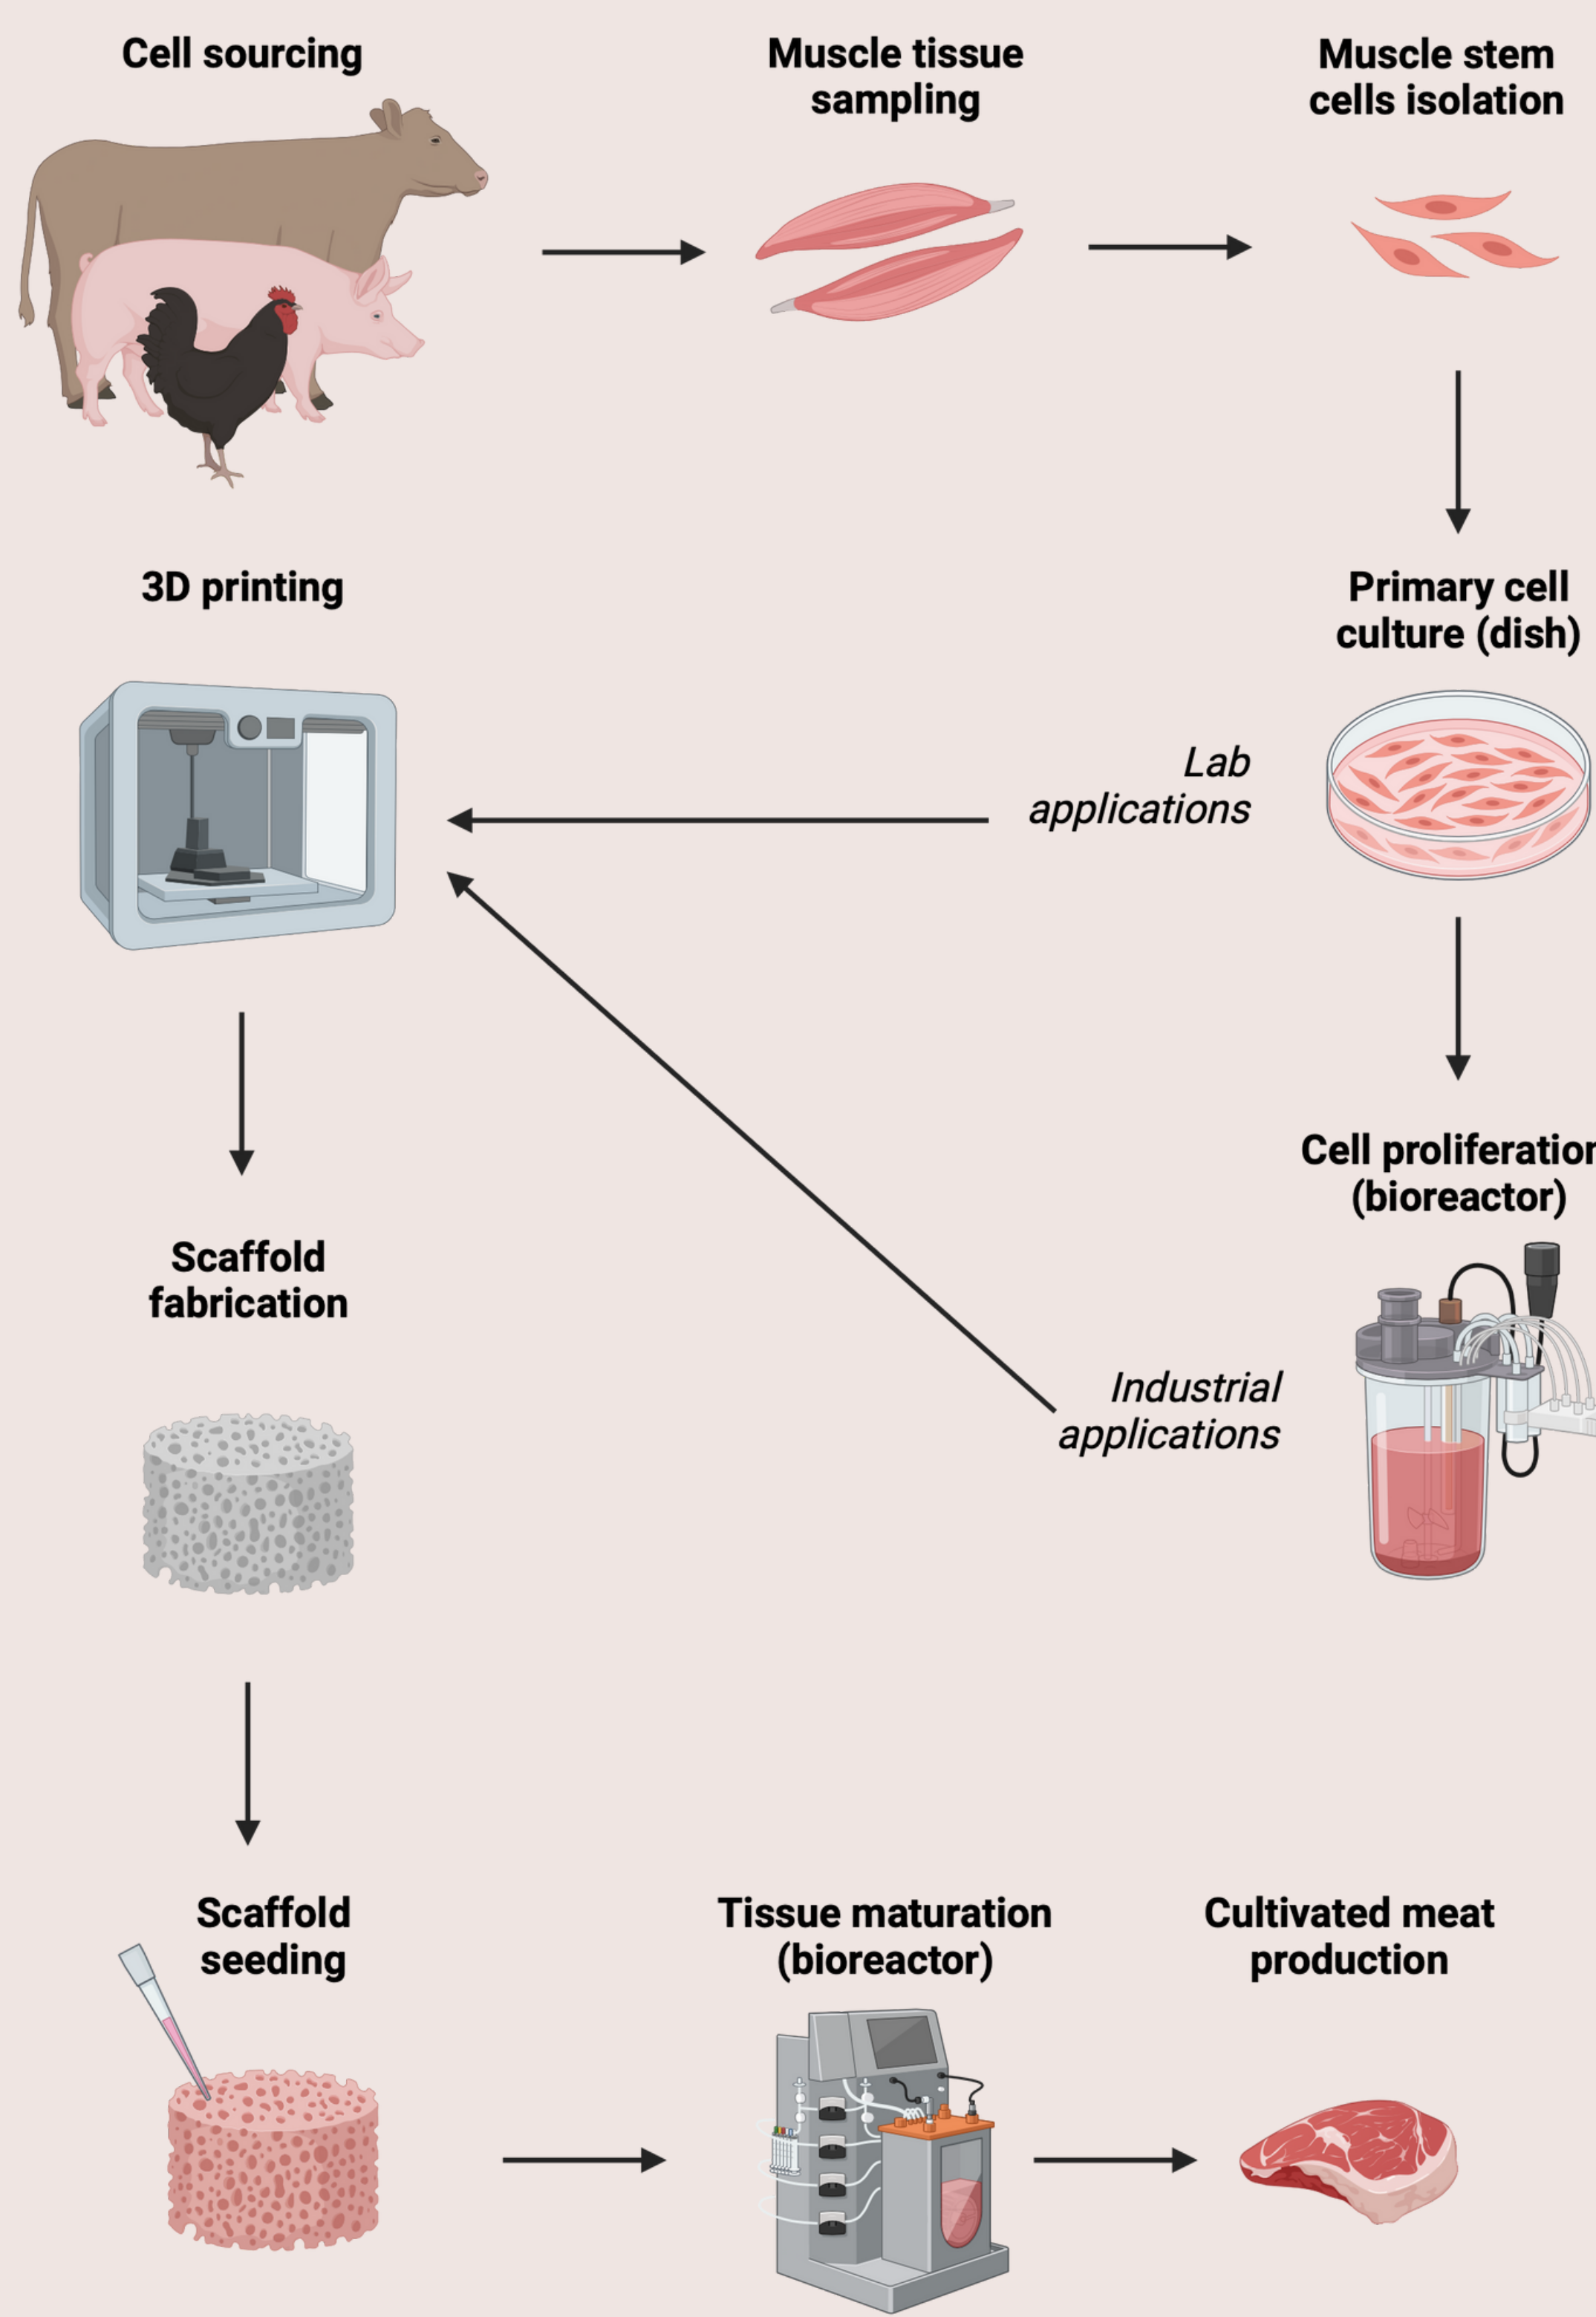 Cell sourcing
Muscle tissue
sampling
Muscle stem
cells isolation
3D printing
Primary cell
culture (dish)
Lab
applications
Cell proliferation
(bioreactor)
Scaffold
fabrication
Industrial
applications
Scaffold
seeding
Tissue maturation
(bioreactor)
Cultivated meat
production